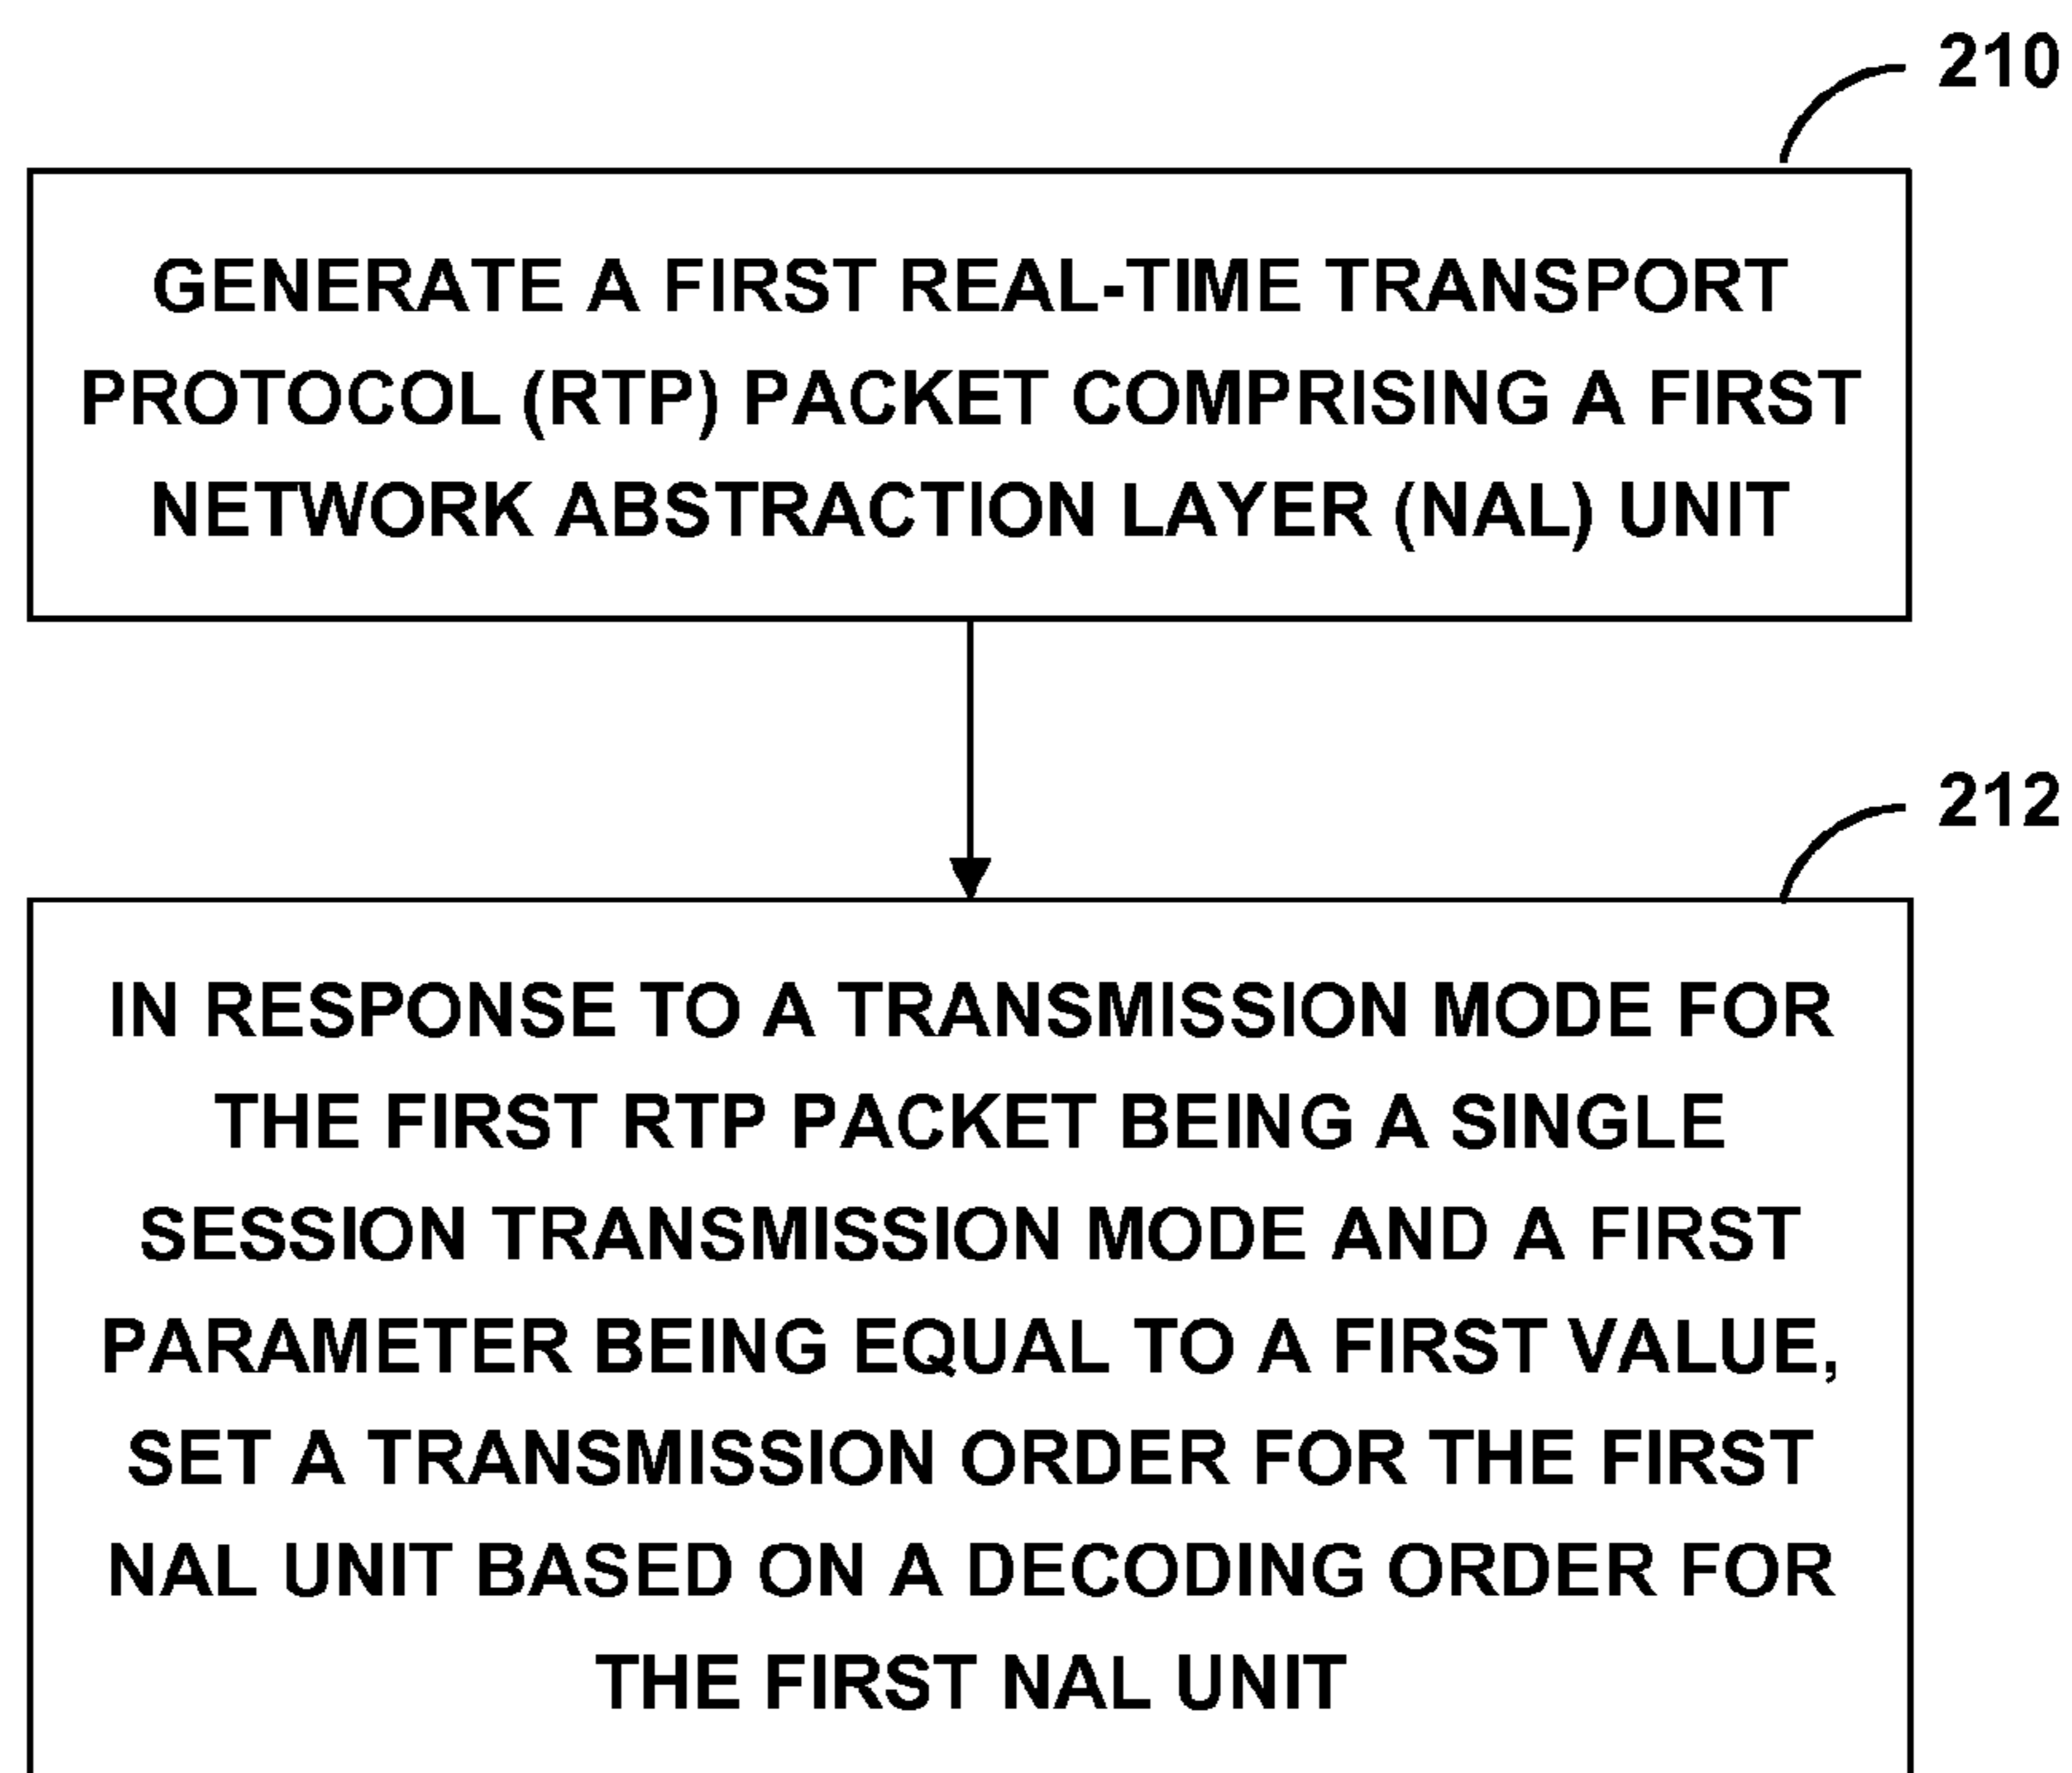 210
GENERATE A FIRST REAL-TIME TRANSPORT
PROTOCOL (RTP) PACKET COMPRISING A FIRST
NETWORK ABSTRACTION LAYER (NAL) UNIT
212
IN RESPONSE TO A TRANSMISSION MODE FOR
THE FIRST RTP PACKET BEING A SINGLE
SESSION TRANSMISSION MODE AND A FIRST
PARAMETER BEING EQUAL TO A FIRST VALUE,
SET A TRANSMISSION ORDER FOR THE FIRST
NAL UNIT BASED ON A DECODING ORDER FOR
THE FIRST NAL UNIT